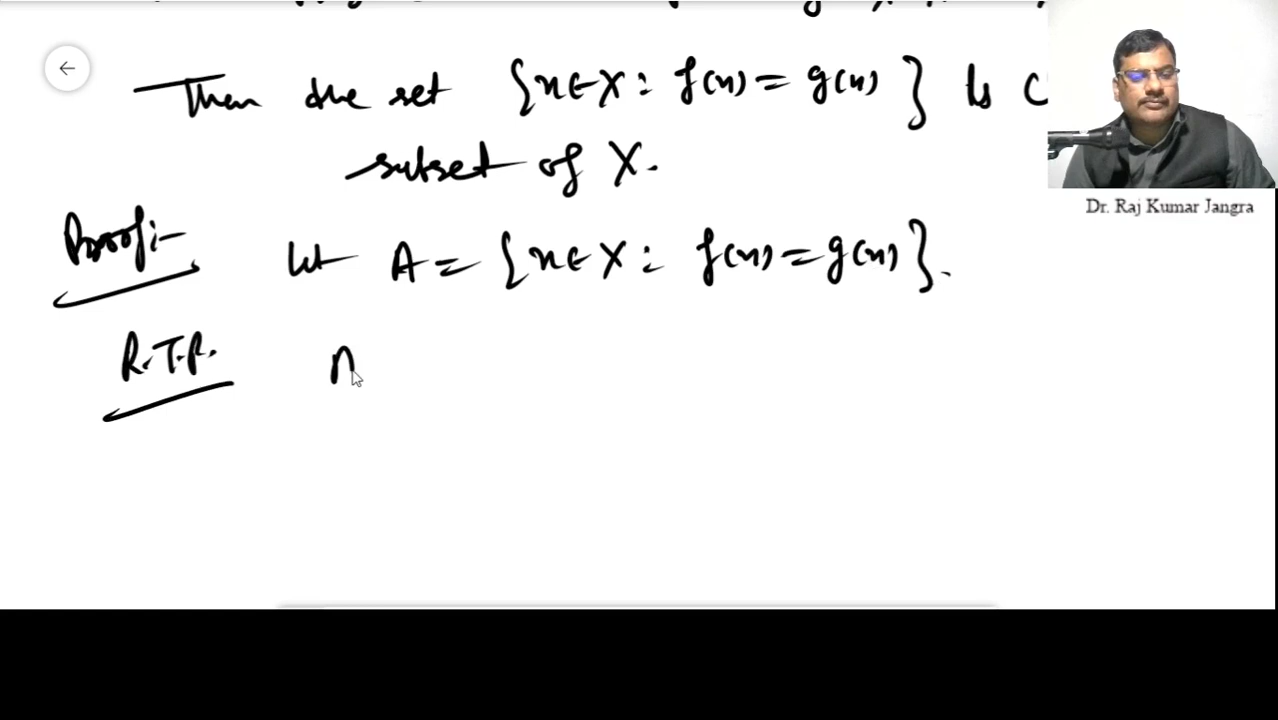 Then the set {x∈X : f(x) = g(x)} is C
subset of X.
Dr. Raj Kumar Jangra
Proof:- Let A = {x∈X : f(x) = g(x)}.
R.T.P.